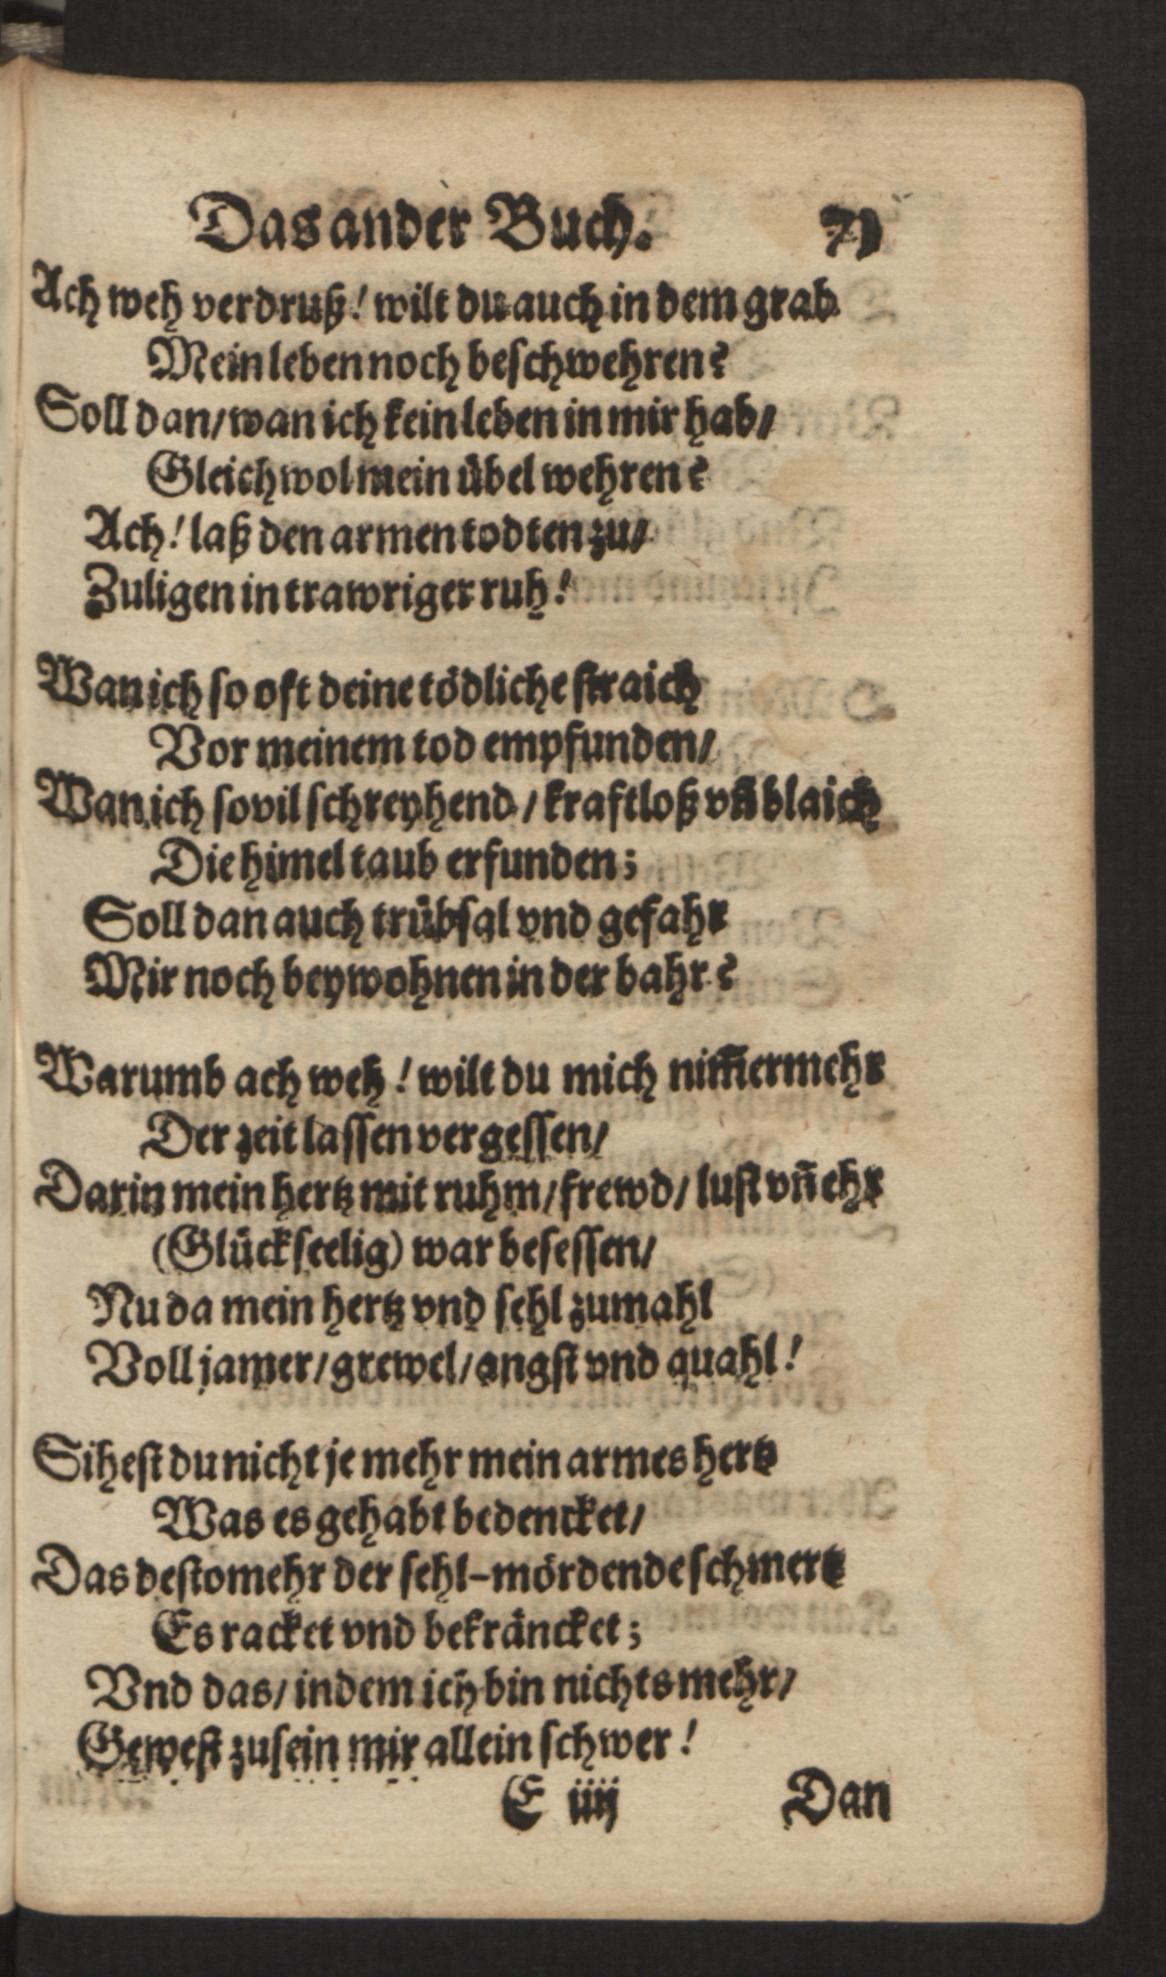 Das ander Buch. 71
Ach weh verdruß! wilt du auch in dem grab
Mein leben noch beschwehren?
Soll dan/ wan ich kein leben in mir hab/
Gleichwol mein übel wehren?
Ach! laß den armen todten zu/
Zuligen in trawriger ruh!
Wan ich so oft deine tödliche straich
Vor meinem tod empfunden/
Wan ich sovil schreyhend/ kraftloß vñ blaich
Die himel taub erfunden;
Soll dan auch trübsal vnd gefahr
Mir noch beywohnen in der bahr?
Warumb ach weh! wilt du mich nim̃ermehr
Der zeit lassen vergessen/
Darin mein hertz mit ruhm/ frewd/ lust vñ ehr
(Glückseelig) war besessen/
Nu da mein hertz vnd sehl zumahl
Voll jamer/ grewel/ angst vnd quahl!
Sihest du nicht je mehr mein armes hertz
Was es gehabt bedencket/
Das destomehr der sehl-mördende schmertz
Es racket vnd bekräncket;
Vnd das/ indem ich bin nichts mehr/
Gewest zusein mir allein schwer!
E iiij Dan